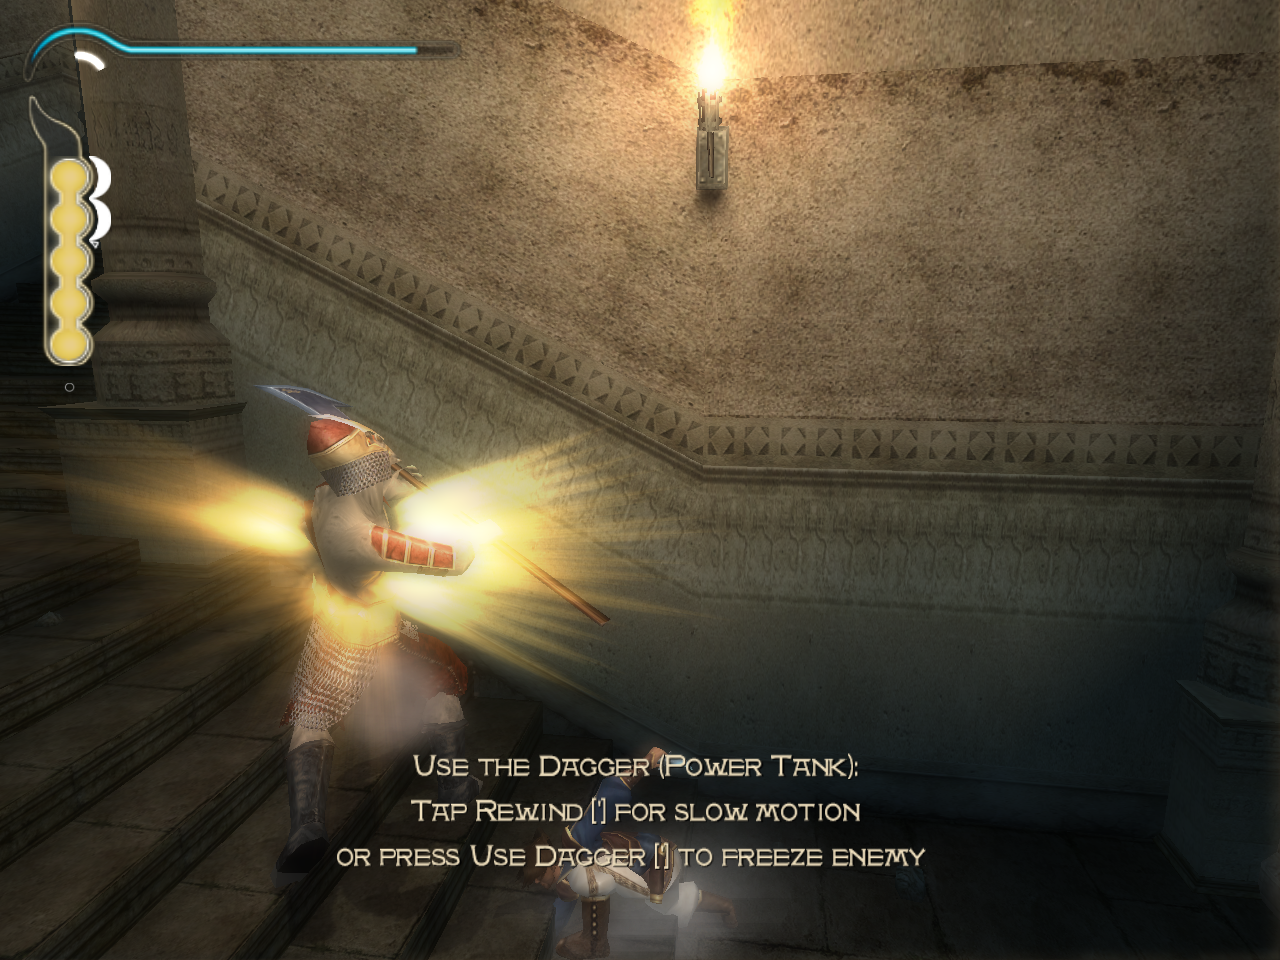 Use the Dagger (Power Tank):
Tap Rewind ['] for slow motion
or press Use Dagger ['] to freeze enemy